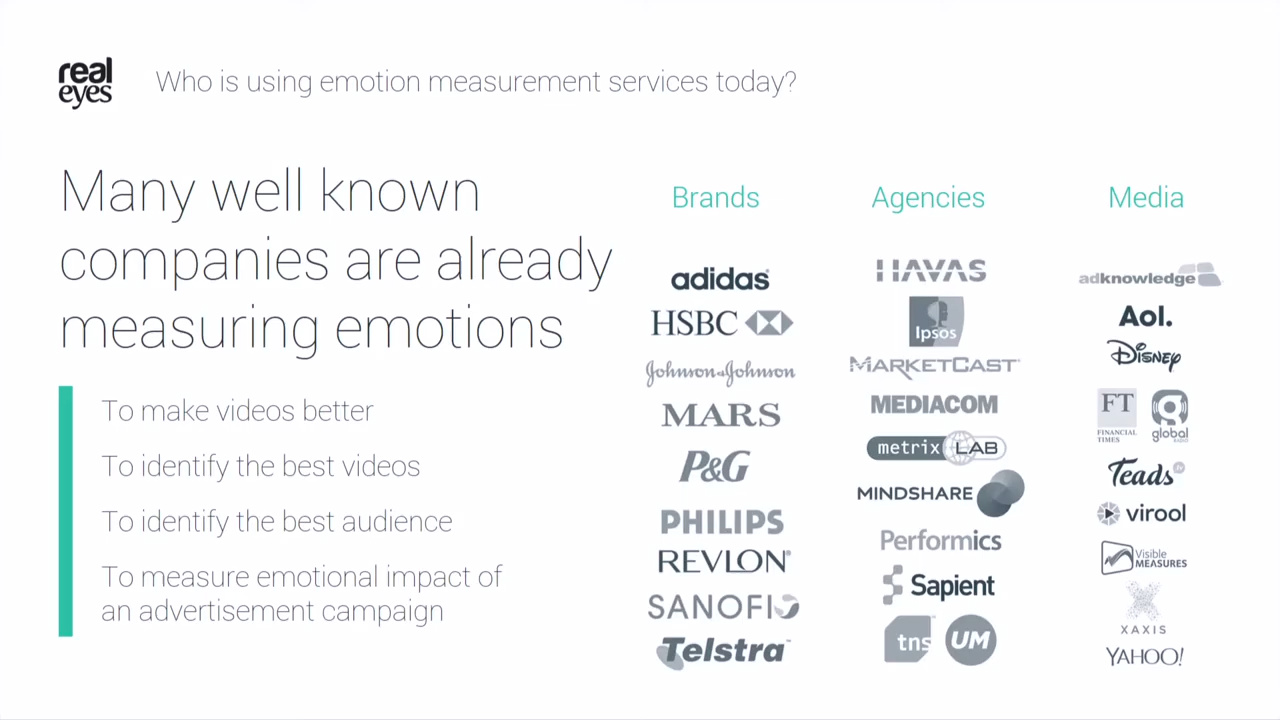 real
eyes
Who is using emotion measurement services today?
Many well known
companies are already
measuring emotions
To make videos better
To identify the best videos
To identify the best audience
To measure emotional impact of
an advertisement campaign
Brands
adidas
HSBC
Johnson & Johnson
MARS
P&G
PHILIPS
REVLON
SANOFI
Telstra
Agencies
HAVAS
Ipsos
MARKETCAST
MEDIACOM
metrix LAB
MINDSHARE
Performics
Sapient
tns
UM
Media
adknowledge
Aol.
Disney
FT
FINANCIAL
TIMES
global
RADIO
Teads tv
virool
Visible
MEASURES
XAXIS
YAHOO!